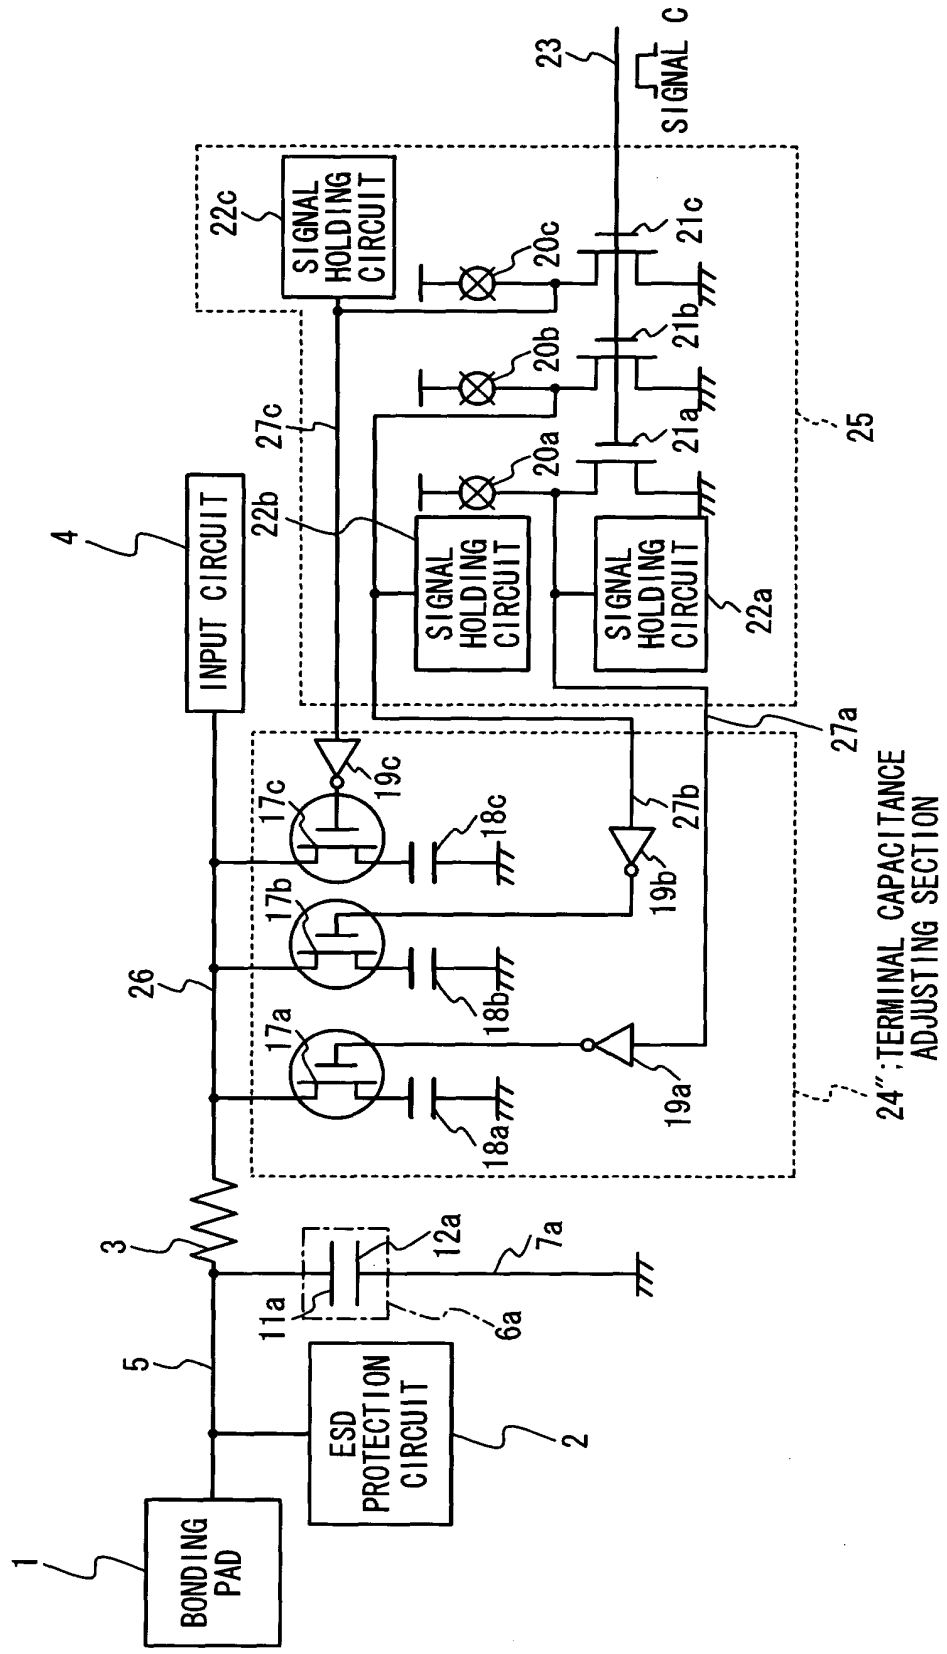 1
BONDING
PAD
5
ESD
PROTECTION
CIRCUIT
2
3
11a
12a
6a
7a
26
4
INPUT CIRCUIT
17a
17b
17c
18a
18b
18c
19a
19b
19c
24″;TERMINAL CAPACITANCE
ADJUSTING SECTION
27a
27b
27c
22b
SIGNAL
HOLDING
CIRCUIT
SIGNAL
HOLDING
CIRCUIT
22a
22c
SIGNAL
HOLDING
CIRCUIT
20a
20b
20c
21a
21b
21c
25
23
SIGNAL C